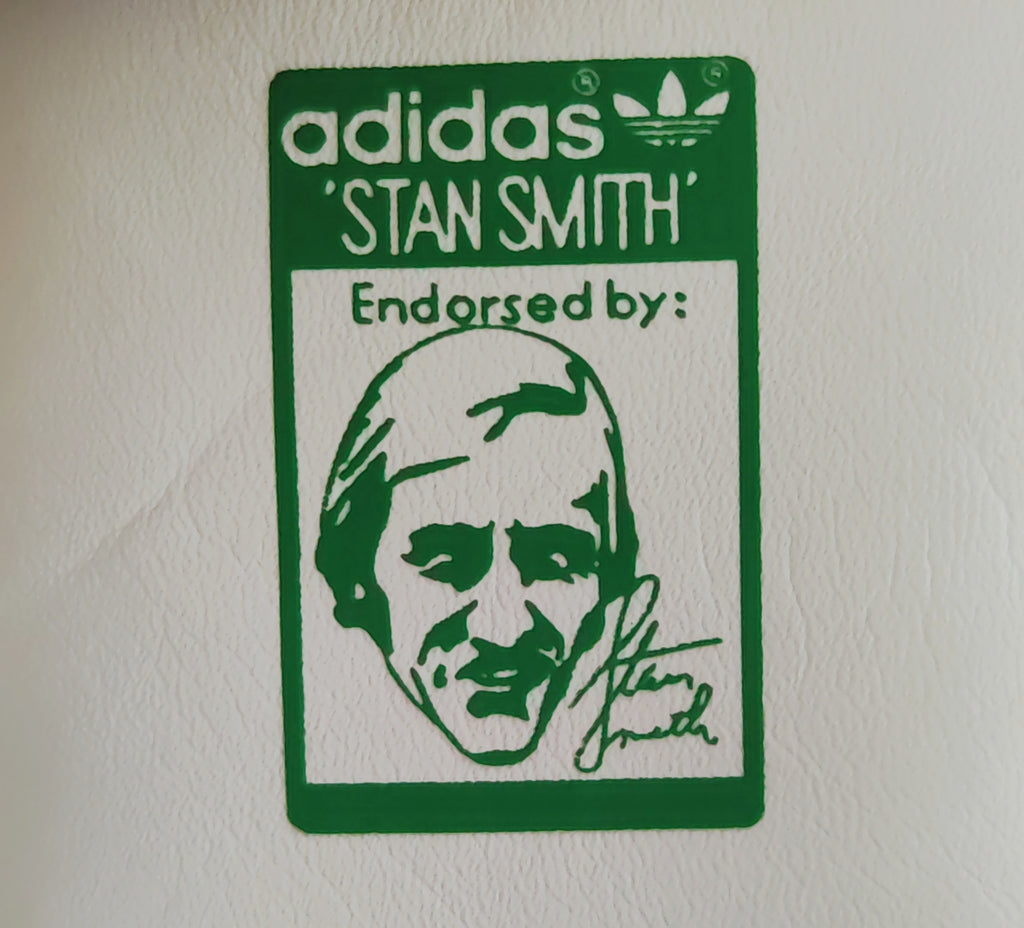 adidas®
®
'STAN SMITH'
Endorsed by:
Stan
Smith